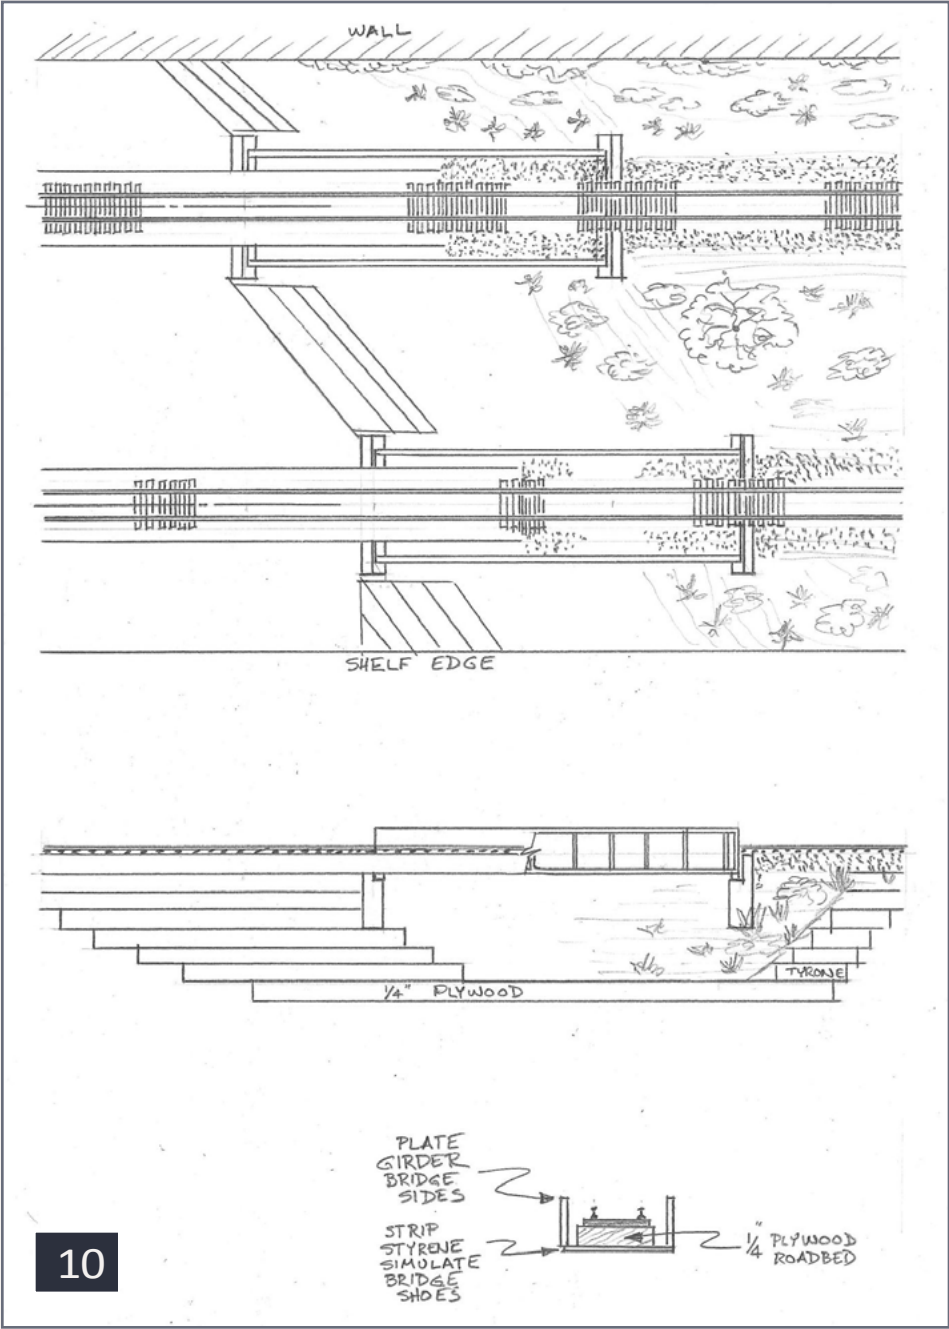 WALL
SHELF EDGE
TYRONE
1/4" PLYWOOD
PLATE
GIRDER
BRIDGE
SIDES
STRIP
STYRENE
SIMULATE
BRIDGE
SHOES
1/4" PLYWOOD
ROADBED
10